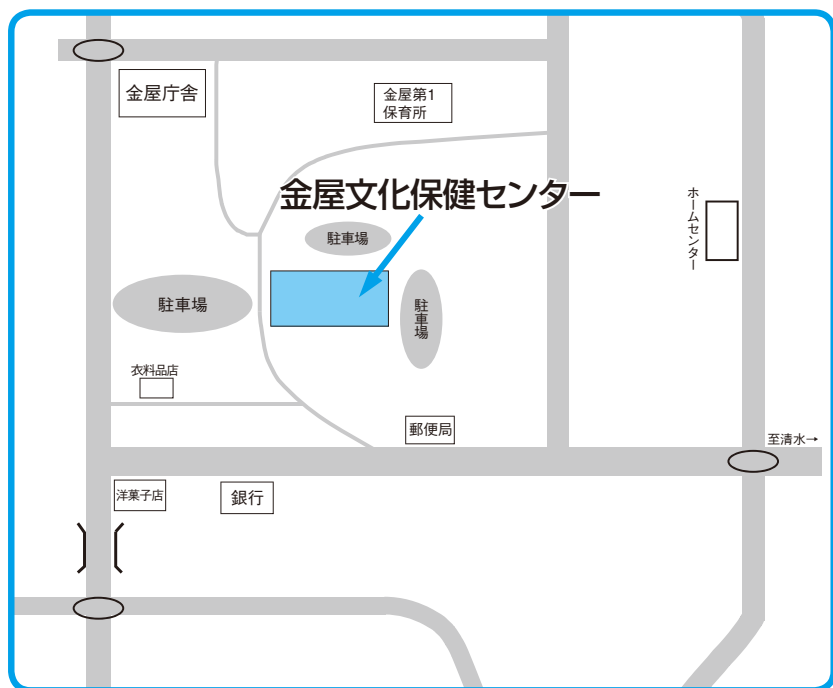 金屋庁舎
金屋第1
保育所
金屋文化保健センター
ホームセンター
駐車場
駐車場
駐車場
衣料品店
郵便局
至清水→
洋菓子店
銀行